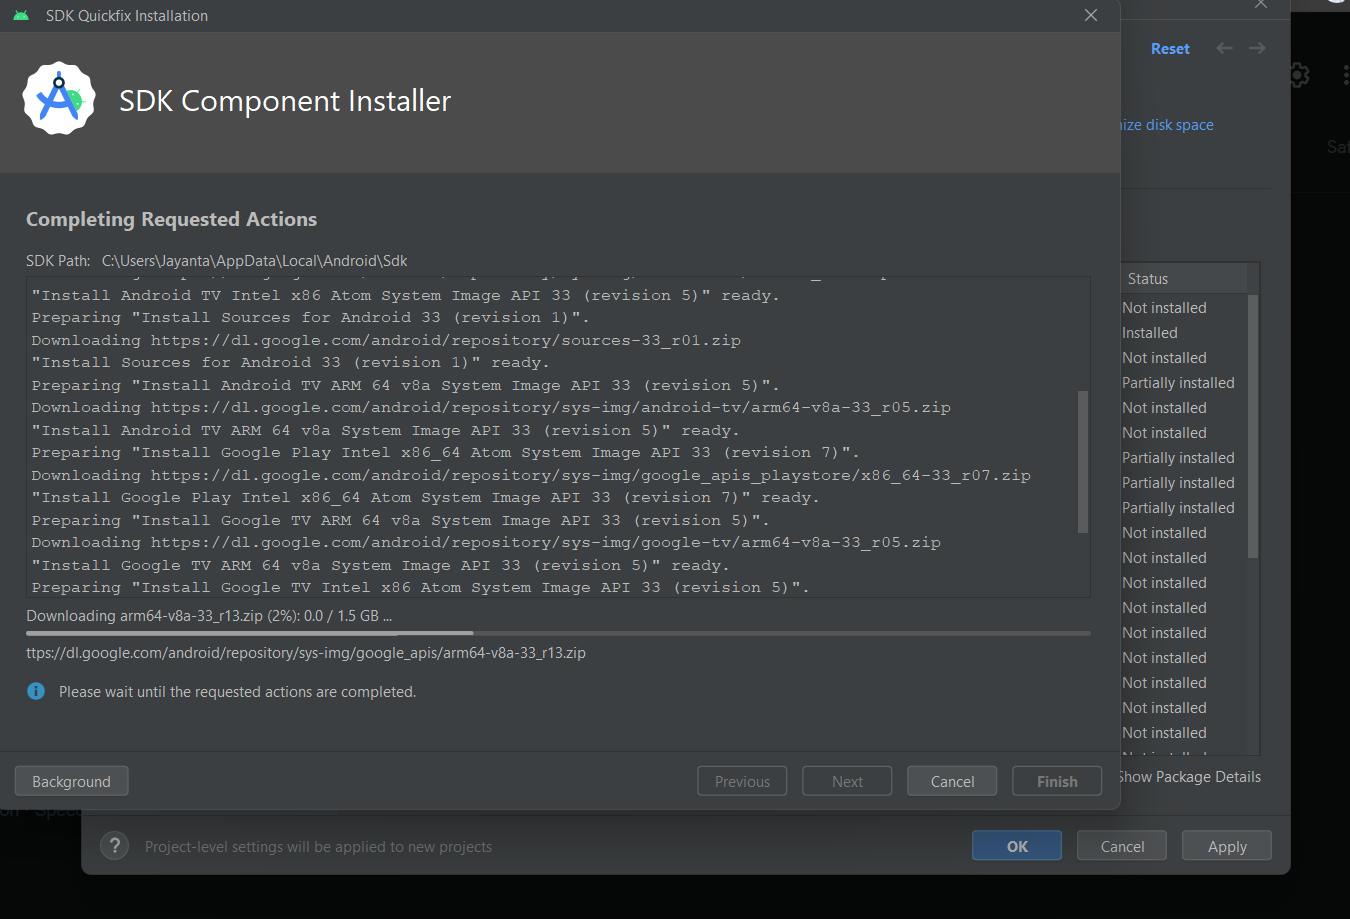 SDK Quickfix Installation
Reset
SDK Component Installer
ize disk space
Completing Requested Actions
SDK Path: C:\Users\Jayanta\AppData\Local\Android\Sdk
"Install Android TV Intel x86 Atom System Image API 33 (revision 5)" ready.
Preparing "Install Sources for Android 33 (revision 1)".
Downloading https://dl.google.com/android/repository/sources-33_r01.zip
"Install Sources for Android 33 (revision 1)" ready.
Preparing "Install Android TV ARM 64 v8a System Image API 33 (revision 5)".
Downloading https://dl.google.com/android/repository/sys-img/android-tv/arm64-v8a-33_r05.zip
"Install Android TV ARM 64 v8a System Image API 33 (revision 5)" ready.
Preparing "Install Google Play Intel x86_64 Atom System Image API 33 (revision 7)".
Downloading https://dl.google.com/android/repository/sys-img/google_apis_playstore/x86_64-33_r07.zip
"Install Google Play Intel x86_64 Atom System Image API 33 (revision 7)" ready.
Preparing "Install Google TV ARM 64 v8a System Image API 33 (revision 5)".
Downloading https://dl.google.com/android/repository/sys-img/google-tv/arm64-v8a-33_r05.zip
"Install Google TV ARM 64 v8a System Image API 33 (revision 5)" ready.
Preparing "Install Google TV Intel x86 Atom System Image API 33 (revision 5)".
Downloading arm64-v8a-33_r13.zip (2%): 0.0 / 1.5 GB ...
ttps://dl.google.com/android/repository/sys-img/google_apis/arm64-v8a-33_r13.zip
Please wait until the requested actions are completed.
Background
Previous
Next
Cancel
Finish
Status
Not installed
Installed
Not installed
Partially installed
Not installed
Not installed
Partially installed
Partially installed
Partially installed
Not installed
Not installed
Not installed
Not installed
Not installed
Not installed
Not installed
Not installed
Not installed
Show Package Details
? Project-level settings will be applied to new projects
OK
Cancel
Apply